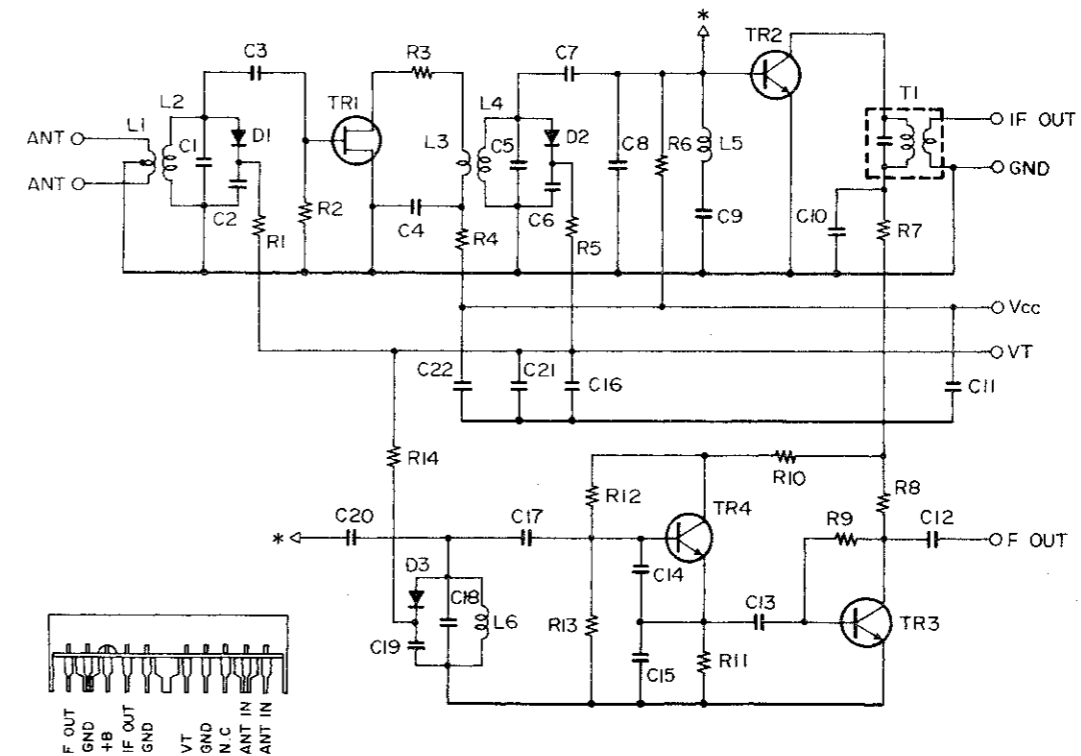 *
TR2
C3
R3
C7
L2
TR1
L4
T1
ANT
L1
C1
D1
L3
C5
D2
C8
R6
L5
IF OUT
ANT
C2
R2
C4
R4
C6
C9
GND
R1
R5
C10
R7
Vcc
VT
C22
C21
C16
C11
R14
R12
R10
R8
C20
C17
TR4
R9
C12
*
F OUT
D3
C18
C14
C13
C19
L6
R13
TR3
C15
R11
F OUT
GND
+B
IF OUT
GND
VT
GND
N.C
ANT IN
ANT IN